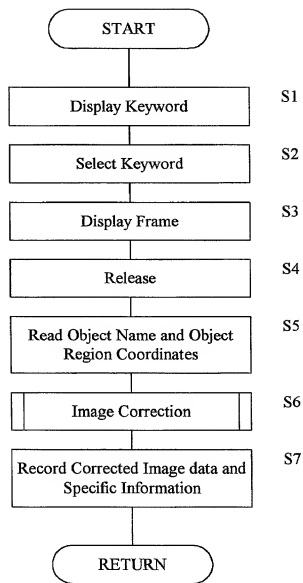 START
Display Keyword S1
Select Keyword S2
Display Frame S3
Release S4
Read Object Name and Object S5
Region Coordinates
Image Correction S6
Record Corrected Image data and S7
Specific Information
RETURN